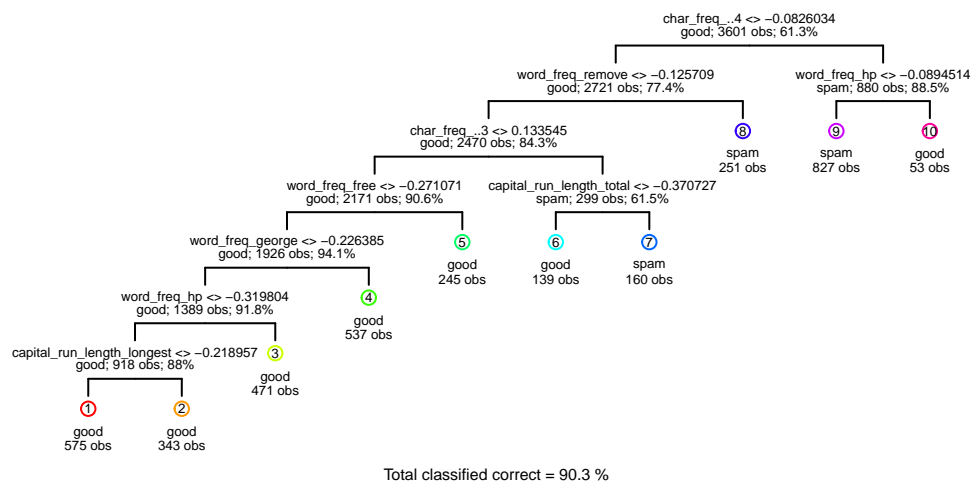 char_freq_..4 <> −0.0826034
good; 3601 obs; 61.3%
word_freq_remove <> −0.125709
good; 2721 obs; 77.4%
word_freq_hp <> −0.0894514
spam; 880 obs; 88.5%
char_freq_..3 <> 0.133545
good; 2470 obs; 84.3%
8
spam
251 obs
9
spam
827 obs
10
good
53 obs
word_freq_free <> −0.271071
good; 2171 obs; 90.6%
capital_run_length_total <> −0.370727
spam; 299 obs; 61.5%
word_freq_george <> −0.226385
good; 1926 obs; 94.1%
5
good
245 obs
6
good
139 obs
7
spam
160 obs
word_freq_hp <> −0.319804
good; 1389 obs; 91.8%
4
good
537 obs
capital_run_length_longest <> −0.218957
good; 918 obs; 88%
3
good
471 obs
1
good
575 obs
2
good
343 obs
Total classified correct = 90.3 %